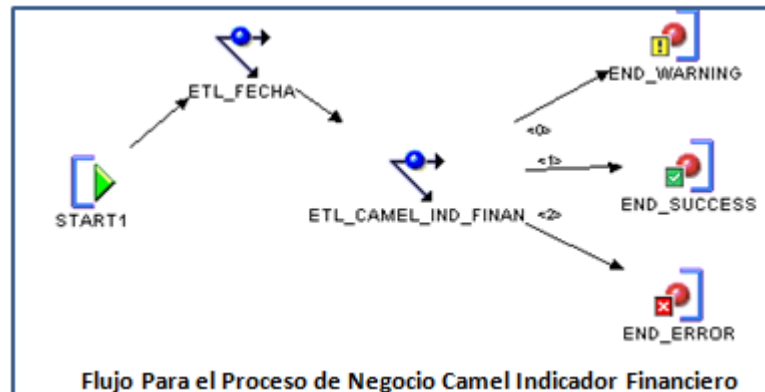 END_WARNING
ETL_FECHA
<0>
<1>
START1
ETL_CAMEL_IND_FINAN
<2>
END_SUCCESS
END_ERROR
Flujo Para el Proceso de Negocio Camel Indicador Financiero